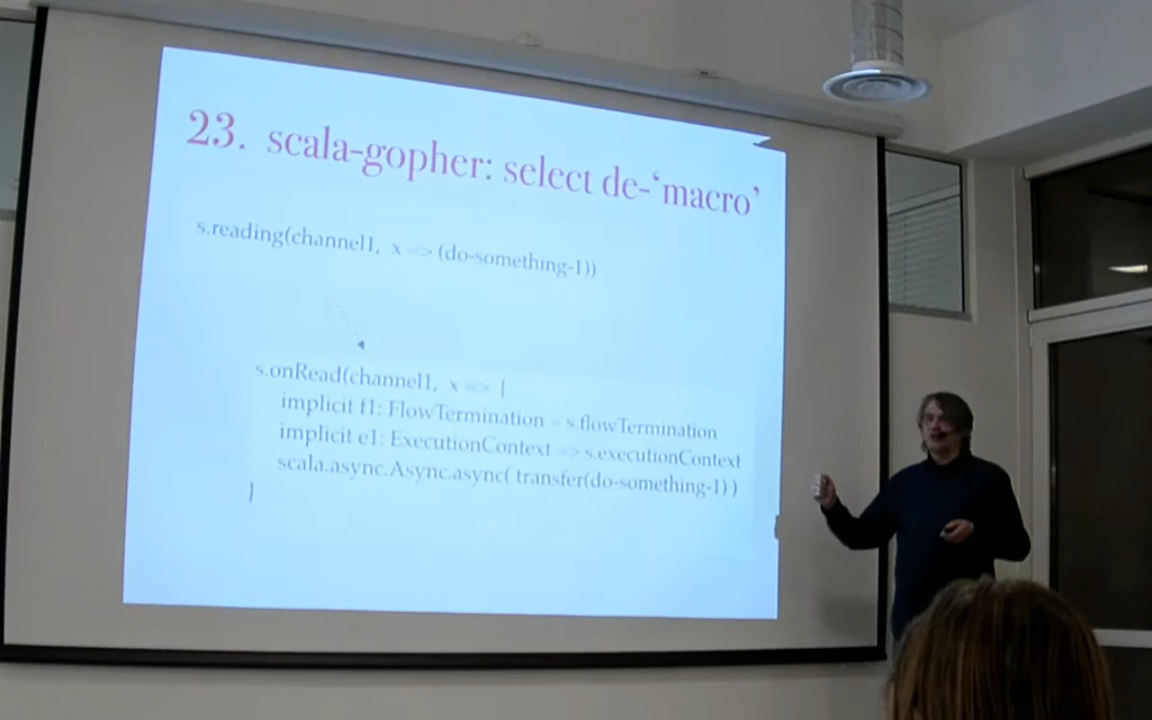 23. scala-gopher: select de-‘macro’
s.reading(channel1, x => (do-something-1))
s.onRead(channel1, x => {
implicit f1: FlowTermination = s.flowTermination
implicit e1: ExecutionContext => s.executionContext
scala.async.Async.async( transfer(do-something-1) )
}